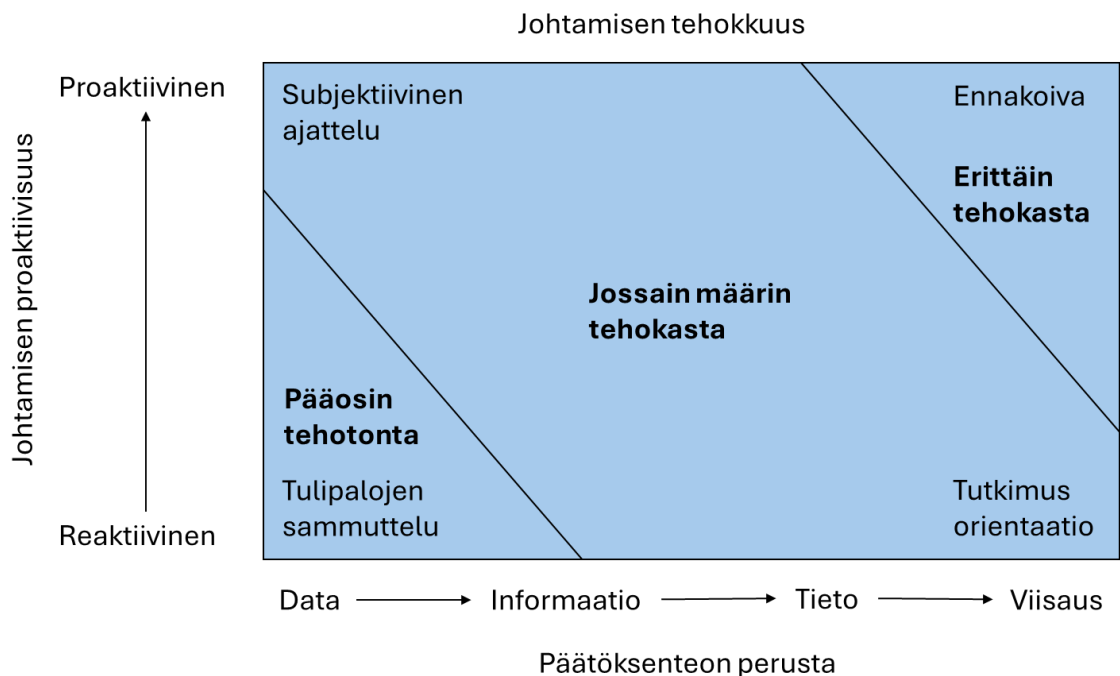 Johtamisen tehokkuus
Proaktiivinen
Johtamisen proaktiivisuus
Reaktiivinen
Subjektiivinen
ajattelu
Ennakoiva
Erittäin
tehokasta
Jossain määrin
tehokasta
Pääosin
tehotonta
Tulipalojen
sammuttelu
Tutkimus
orientaatio
Data
Informaatio
Tieto
Viisaus
Päätöksenteon perusta